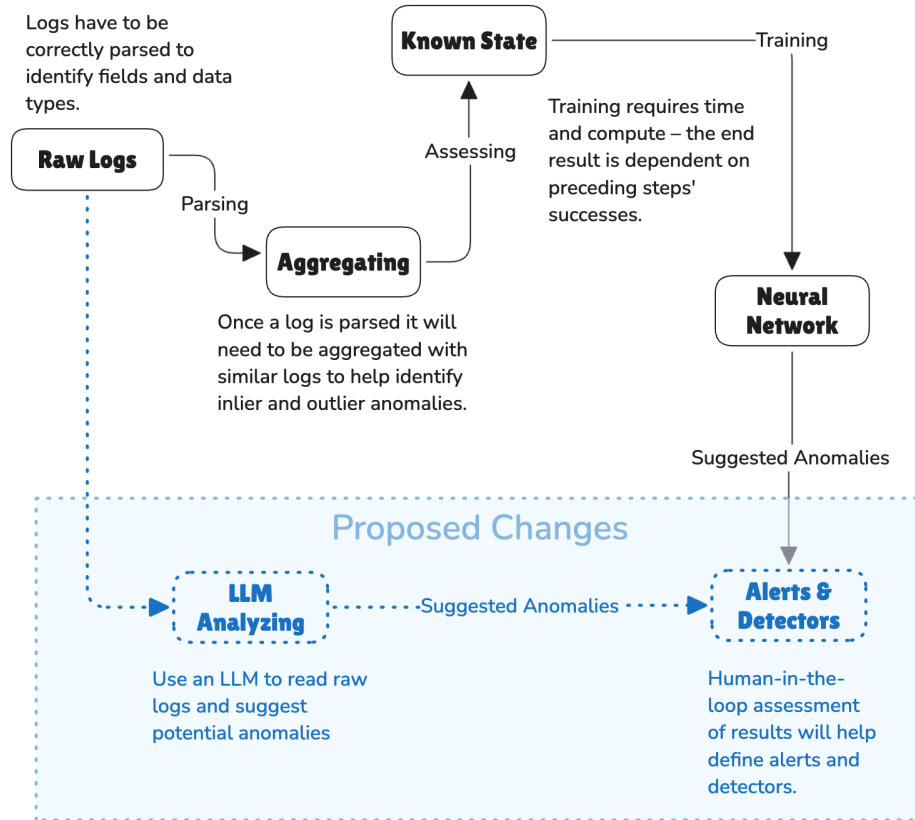 Logs have to be
correctly parsed to
identify fields and data
types.
Raw Logs
Parsing
Aggregating
Once a log is parsed it will
need to be aggregated with
similar logs to help identify
inlier and outlier anomalies.
Assessing
Known State
Training
Training requires time
and compute – the end
result is dependent on
preceding steps'
successes.
Neural
Network
Suggested Anomalies
Proposed Changes
LLM
Analyzing
Suggested Anomalies
Alerts &
Detectors
Use an LLM to read raw
logs and suggest
potential anomalies
Human-in-the-
loop assessment
of results will help
define alerts and
detectors.